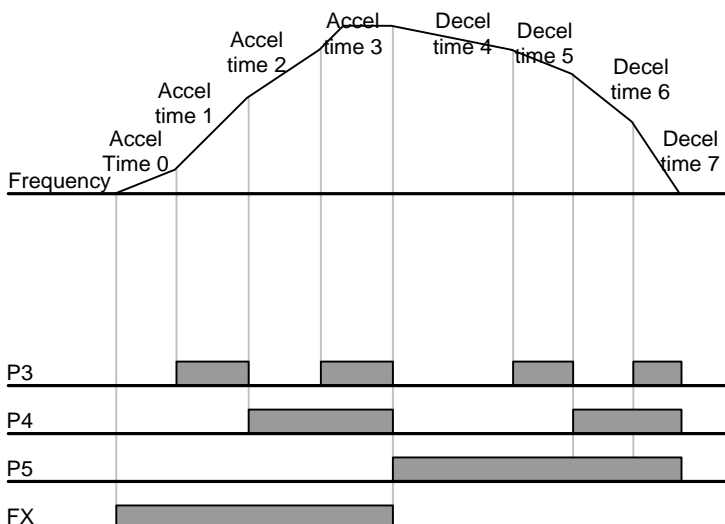 Accel
time 3
Decel
time 4
Decel
time 5
Accel
time 2
Decel
time 6
Accel
time 1
Accel
Time 0
Decel
time 7
Frequency
P3
P4
P5
FX